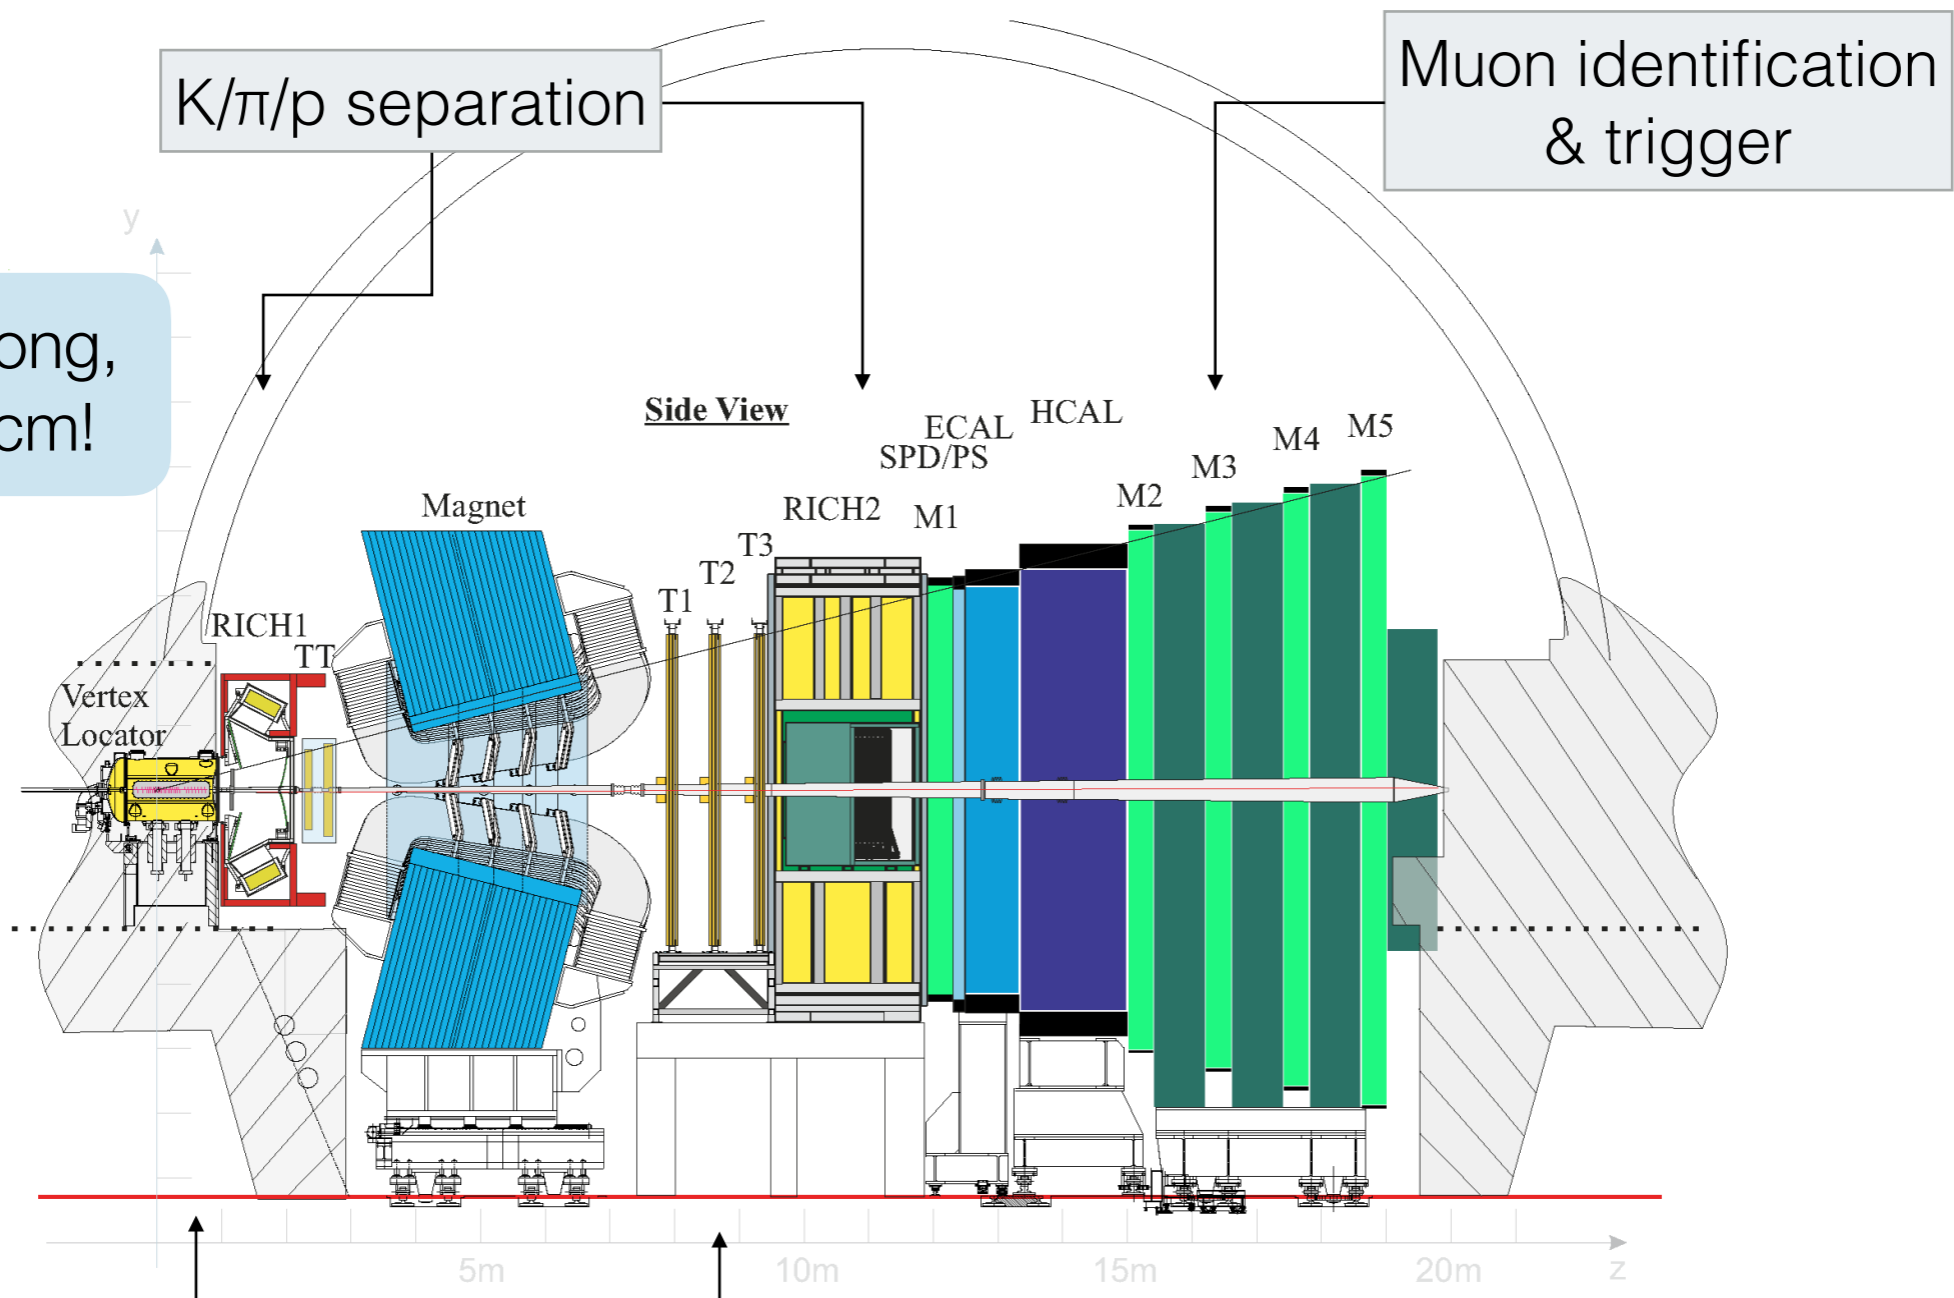 K/π/p separation
Muon identification
& trigger
y
ong,
cm!
Side View
ECAL
HCAL
SPD/PS
M5
M4
M3
M2
Magnet
RICH2
M1
T3
T2
T1
RICH1
TT
Vertex
Locator
5m
10m
15m
20m
z